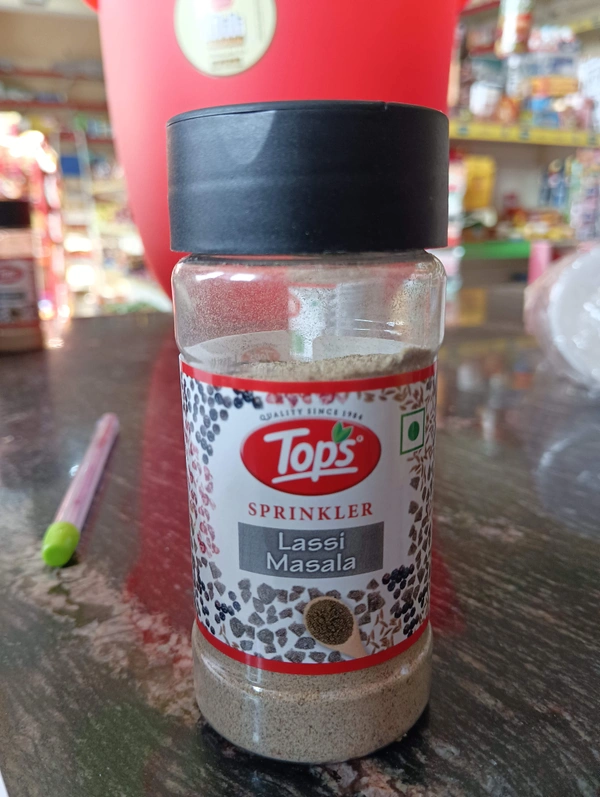 QUALITY SINCE 1984
Tops
SPRINKLER
Lassi
Masala